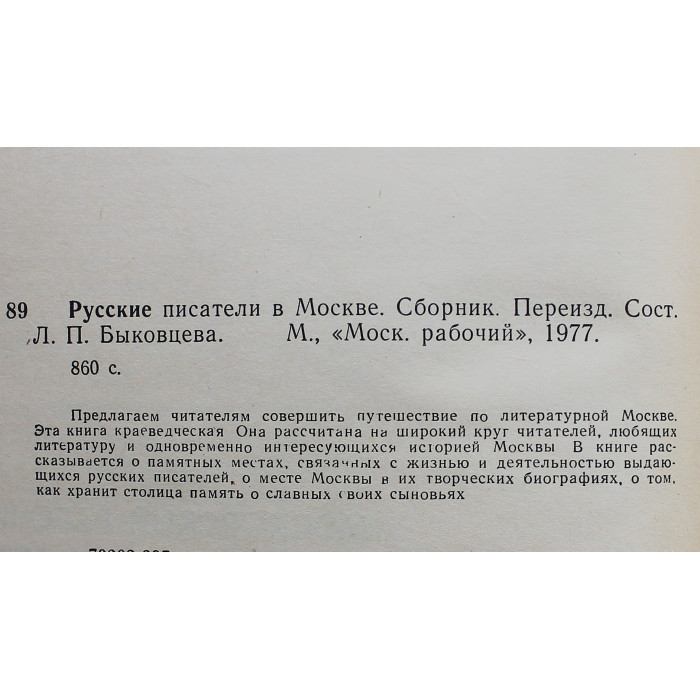 89 Русские писатели в Москве. Сборник. Переизд. Сост.
Л. П. Быковцева. М., «Моск. рабочий», 1977.
860 с.
Предлагаем читателям совершить путешествие по литературной Москве.
Эта книга краеведческая Она рассчитана на широкий круг читателей, любящих
литературу и одновременно интересующихся историей Москвы В книге рас-
сказывается о памятных местах, связанных с жизнью и деятельностью выдаю-
щихся русских писателей, о месте Москвы в их творческих биографиях, о том,
как хранит столица память о славных своих сыновьях